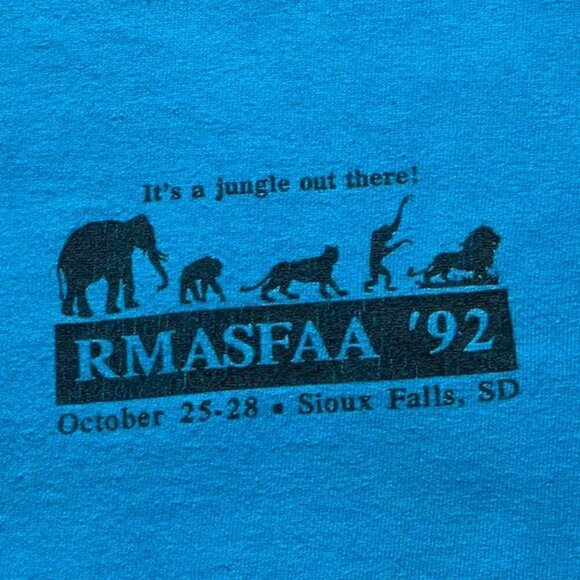 It's a jungle out there!
RMASFAA '92
October 25-28 ▪ Sioux Falls, SD